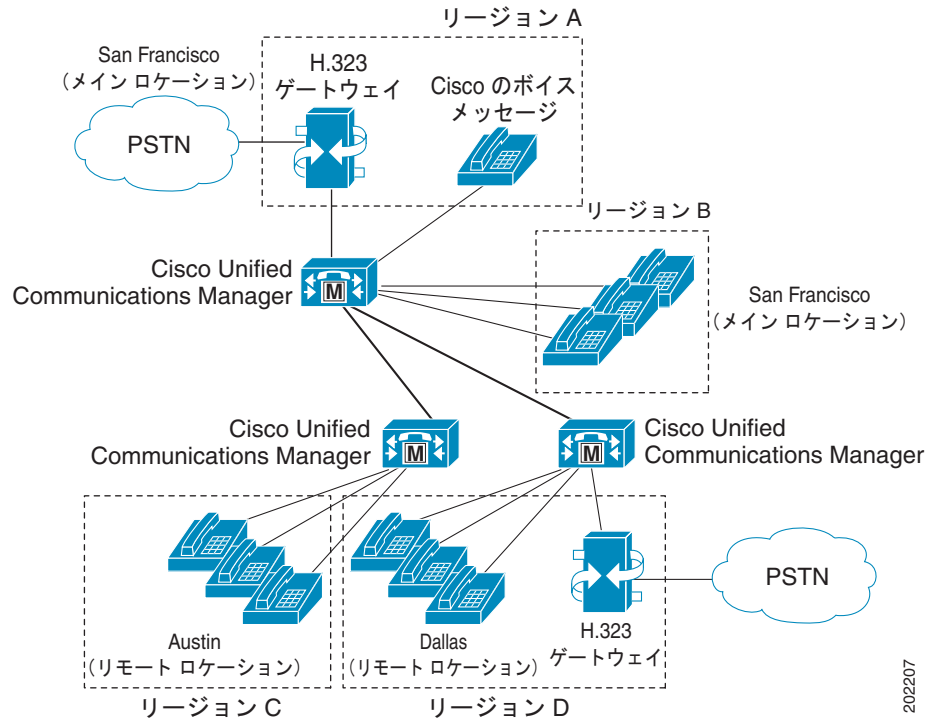 リージョン A
San Francisco
（メイン ロケーション）
PSTN
H.323
ゲートウェイ
Cisco のボイス
メッセージ
リージョン B
Cisco Unified
Communications Manager
M
San Francisco
（メイン ロケーション）
Cisco Unified
Communications Manager
M
M
Cisco Unified
Communications Manager
Austin
（リモート ロケーション）
リージョン C
Dallas
（リモート ロケーション）
H.323
ゲートウェイ
リージョン D
PSTN
202207